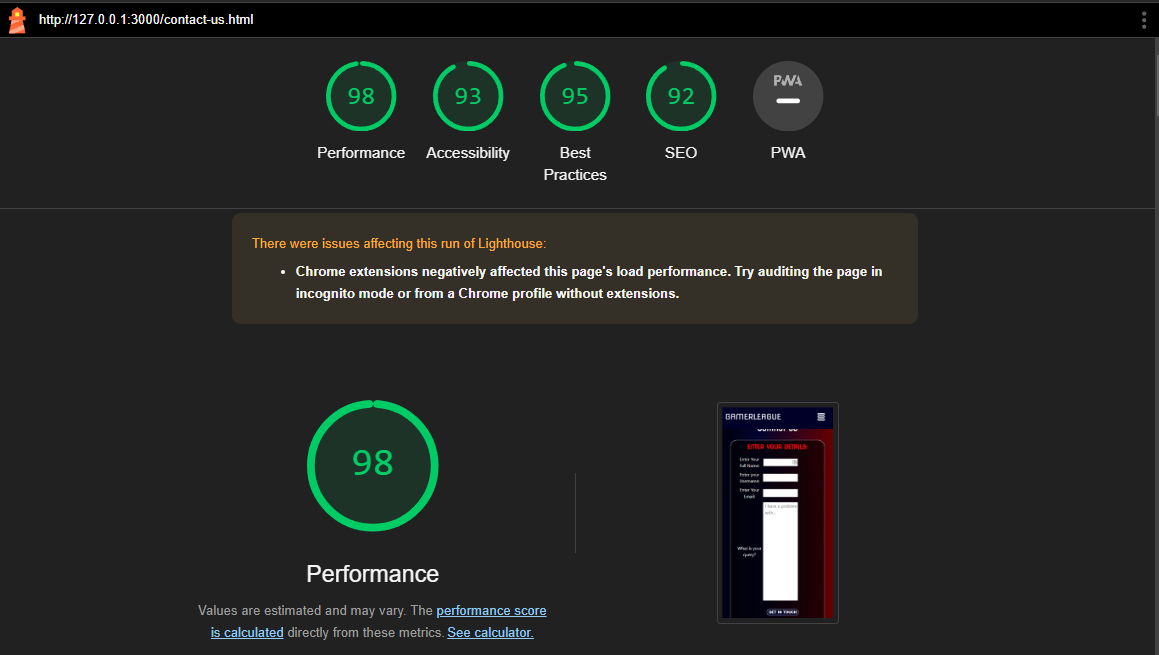 http://127.0.0.1:3000/contact-us.html
98
93
95
92
PWA
Performance
Accessibility
Best
Practices
SEO
PWA
There were issues affecting this run of Lighthouse:
• Chrome extensions negatively affected this page's load performance. Try auditing the page in
incognito mode or from a Chrome profile without extensions.
98
Performance
Values are estimated and may vary. The performance score
is calculated directly from these metrics. See calculator.
GAMERLEAGUE
ENTER YOUR DETAILS
Enter Your
Full Name
Enter your
Username
Enter Your
Email
I have a problem
with...
What is your
query?
GET IN TOUCH